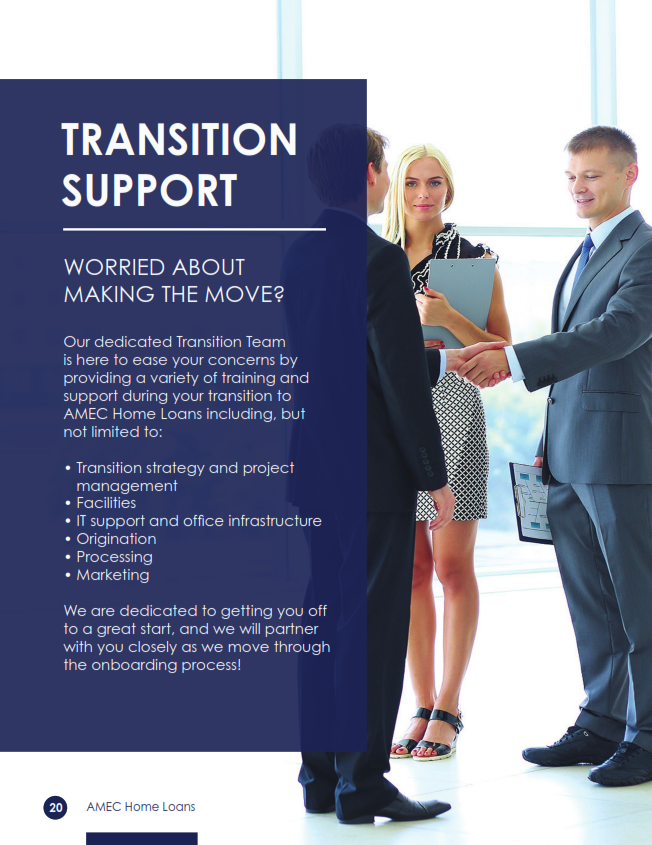 TRANSITION
SUPPORT
WORRIED ABOUT
MAKING THE MOVE?
Our dedicated Transition Team
is here to ease your concerns by
providing a variety of training and
support during your transition to
AMEC Home Loans including, but
not limited to:
• Transition strategy and project
management
• Facilities
• IT support and office infrastructure
• Origination
• Processing
• Marketing
We are dedicated to getting you off
to a great start, and we will partner
with you closely as we move through
the onboarding process!
20 AMEC Home Loans